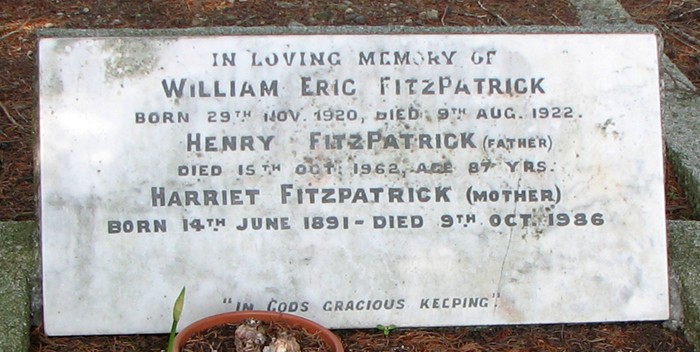 IN LOVING MEMORY OF
WILLIAM ERIC FITZPATRICK
BORN 29TH NOV. 1920, DIED 9TH AUG. 1922.
HENRY FITZPATRICK (FATHER)
DIED 15TH OCT. 1962, AGE 87 YRS.
HARRIET FITZPATRICK (MOTHER)
BORN 14TH JUNE 1891 - DIED 9TH OCT. 1986
"IN GODS GRACIOUS KEEPING"